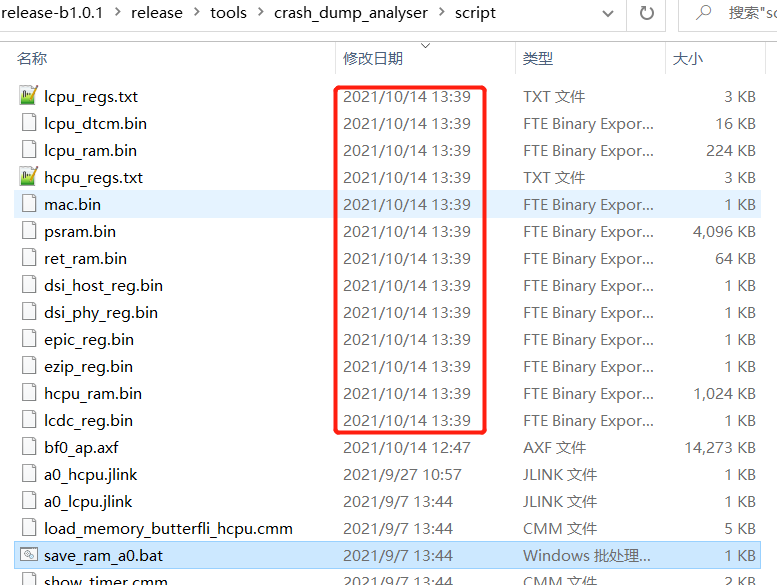 release-b1.0.1 > release > tools > crash_dump_analyser > script 搜索"sc
名称 修改日期 类型 大小
lcpu_regs.txt 2021/10/14 13:39 TXT 文件 3 KB
lcpu_dtcm.bin 2021/10/14 13:39 FTE Binary Expor... 16 KB
lcpu_ram.bin 2021/10/14 13:39 FTE Binary Expor... 224 KB
hcpu_regs.txt 2021/10/14 13:39 TXT 文件 3 KB
mac.bin 2021/10/14 13:39 FTE Binary Expor... 1 KB
psram.bin 2021/10/14 13:39 FTE Binary Expor... 4,096 KB
ret_ram.bin 2021/10/14 13:39 FTE Binary Expor... 64 KB
dsi_host_reg.bin 2021/10/14 13:39 FTE Binary Expor... 1 KB
dsi_phy_reg.bin 2021/10/14 13:39 FTE Binary Expor... 1 KB
epic_reg.bin 2021/10/14 13:39 FTE Binary Expor... 1 KB
ezip_reg.bin 2021/10/14 13:39 FTE Binary Expor... 1 KB
hcpu_ram.bin 2021/10/14 13:39 FTE Binary Expor... 1,024 KB
lcdc_reg.bin 2021/10/14 13:39 FTE Binary Expor... 1 KB
bf0_ap.axf 2021/10/14 12:47 AXF 文件 14,273 KB
a0_hcpu.jlink 2021/9/27 10:57 JLINK 文件 1 KB
a0_lcpu.jlink 2021/9/7 13:44 JLINK 文件 1 KB
load_memory_butterfli_hcpu.cmm 2021/9/7 13:44 CMM 文件 5 KB
save_ram_a0.bat 2021/9/7 13:44 Windows 批处理... 1 KB
show_timer.cmm 2021/9/7 13:44 CMM 文件 2 KB